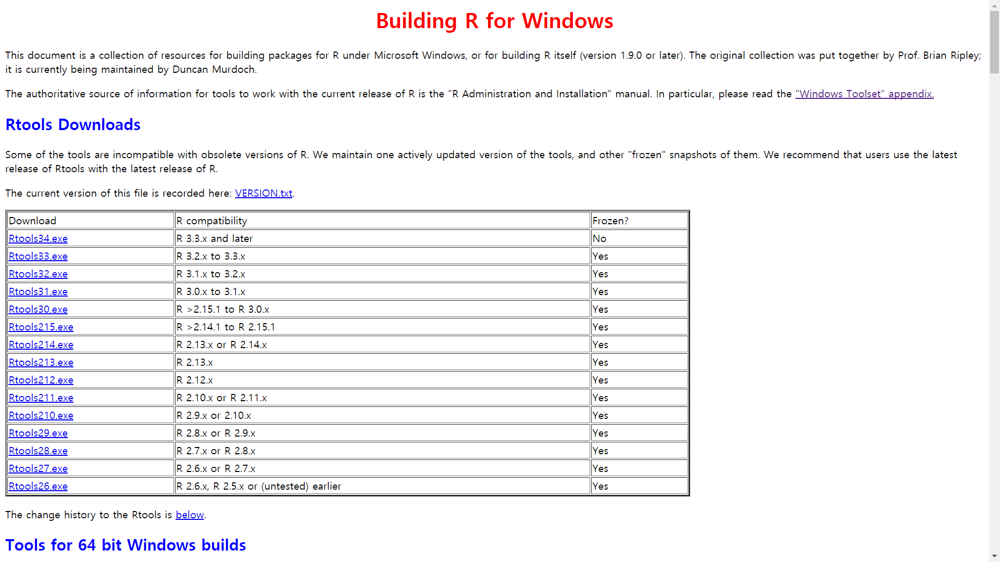 Building R for Windows
This document is a collection of resources for building packages for R under Microsoft Windows, or for building R itself (version 1.9.0 or later). The original collection was put together by Prof. Brian Ripley;
it is currently being maintained by Duncan Murdoch.
The authoritative source of information for tools to work with the current release of R is the "R Administration and Installation" manual. In particular, please read the "Windows Toolset" appendix.
Rtools Downloads
Some of the tools are incompatible with obsolete versions of R. We maintain one actively updated version of the tools, and other "frozen" snapshots of them. We recommend that users use the latest
release of Rtools with the latest release of R.
The current version of this file is recorded here: VERSION.txt.
Download R compatibility Frozen?
Rtools34.exe R 3.3.x and later No
Rtools33.exe R 3.2.x to 3.3.x Yes
Rtools32.exe R 3.1.x to 3.2.x Yes
Rtools31.exe R 3.0.x to 3.1.x Yes
Rtools30.exe R >2.15.1 to R 3.0.x Yes
Rtools215.exe R >2.14.1 to R 2.15.1 Yes
Rtools214.exe R 2.13.x or R 2.14.x Yes
Rtools213.exe R 2.13.x Yes
Rtools212.exe R 2.12.x Yes
Rtools211.exe R 2.10.x or R 2.11.x Yes
Rtools210.exe R 2.9.x or 2.10.x Yes
Rtools29.exe R 2.8.x or R 2.9.x Yes
Rtools28.exe R 2.7.x or R 2.8.x Yes
Rtools27.exe R 2.6.x or R 2.7.x Yes
Rtools26.exe R 2.6.x, R 2.5.x or (untested) earlier Yes
The change history to the Rtools is below.
Tools for 64 bit Windows builds